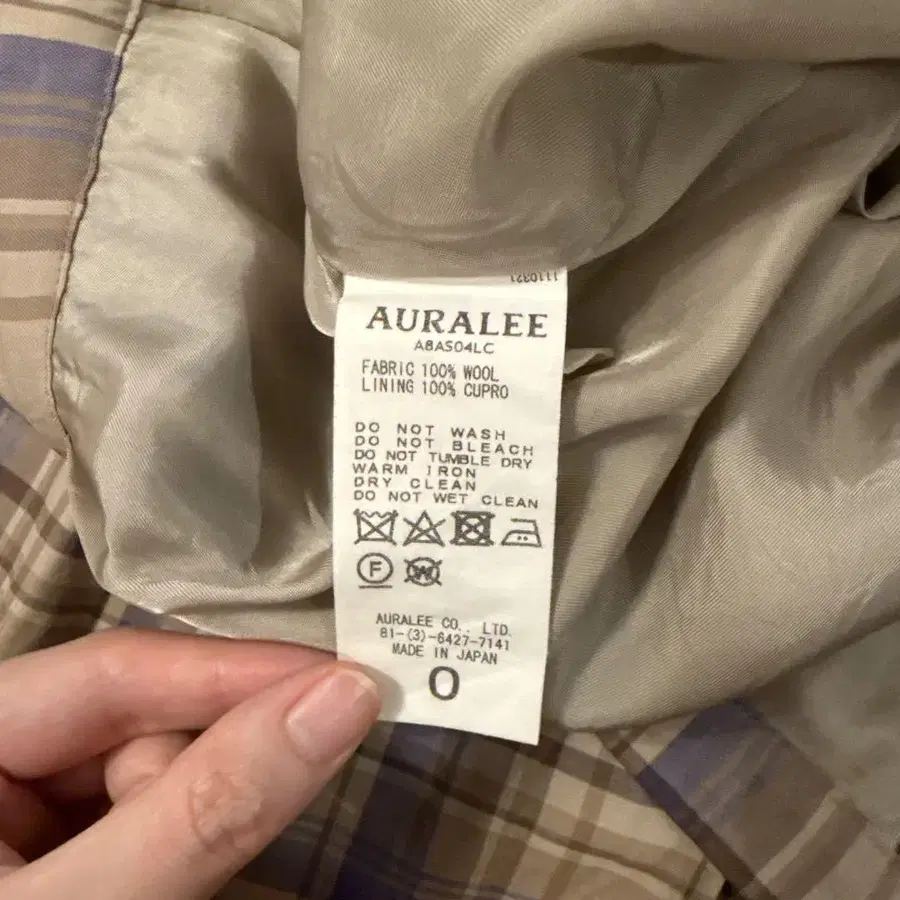 1110321
AURALEE
A8AS04LC
FABRIC 100% WOOL
LINING 100% CUPRO
DO NOT WASH
DO NOT BLEACH
DO NOT TUMBLE DRY
WARM IRON
DRY CLEAN
DO NOT WET CLEAN
F
W
AURALEE CO., LTD.
81-(3)-6427-7141
MADE IN JAPAN
0